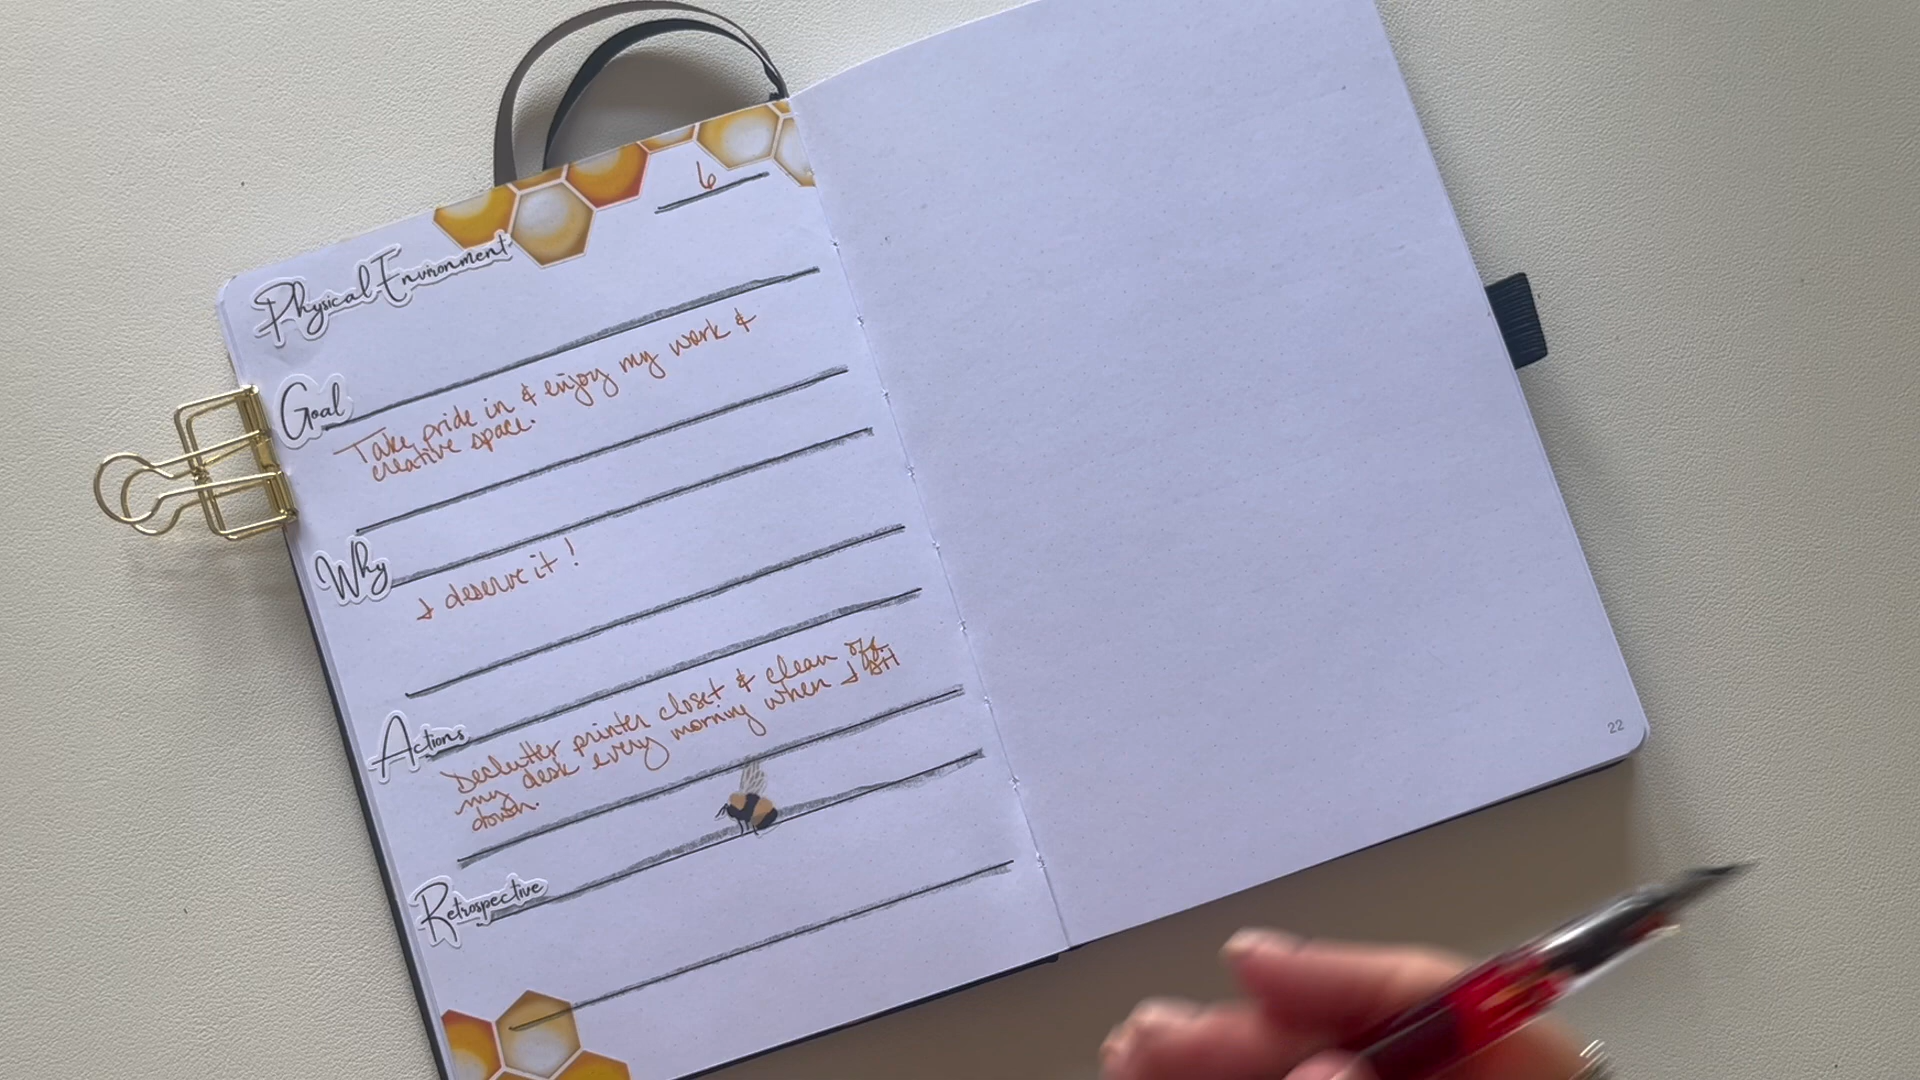 6
Physical Environment
Goal
Take pride in & enjoy my work &
creative space.
Why
I deserve it!
Actions
Declutter printer closet & clean off
my desk every morning when I sit
down.
Retrospective
22